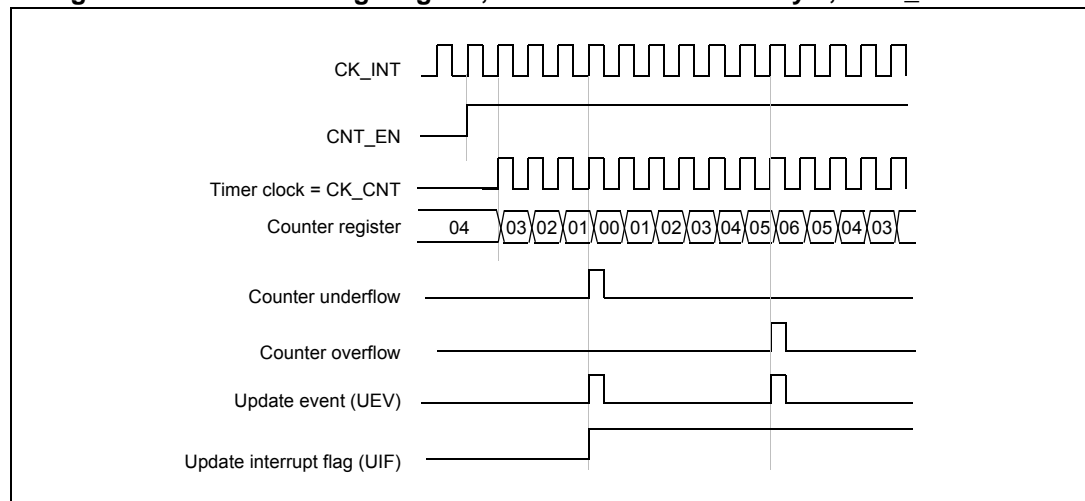 CK_INT
CNT_EN
Timer clock = CK_CNT
Counter register 04 03 02 01 00 01 02 03 04 05 06 05 04 03
Counter underflow
Counter overflow
Update event (UEV)
Update interrupt flag (UIF)